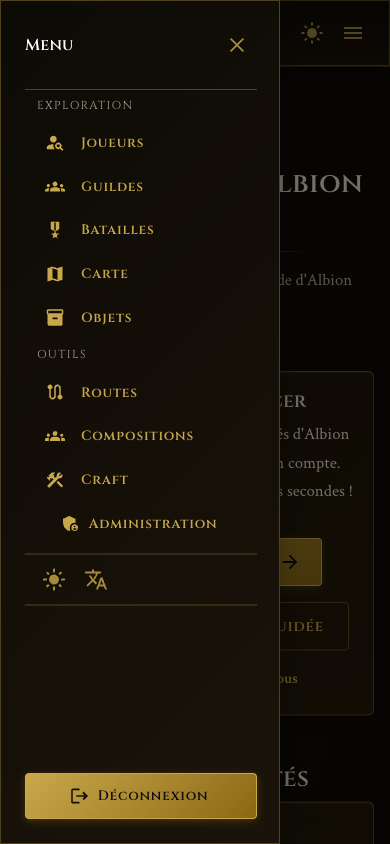 Menu
EXPLORATION
Joueurs
Guildes
Batailles
Carte
Objets
OUTILS
Routes
Compositions
Craft
Administration
Déconnexion
LBION
de d'Albion
CER
és d'Albion
n compte.
s secondes !
UIDÉE
ous
TÉS